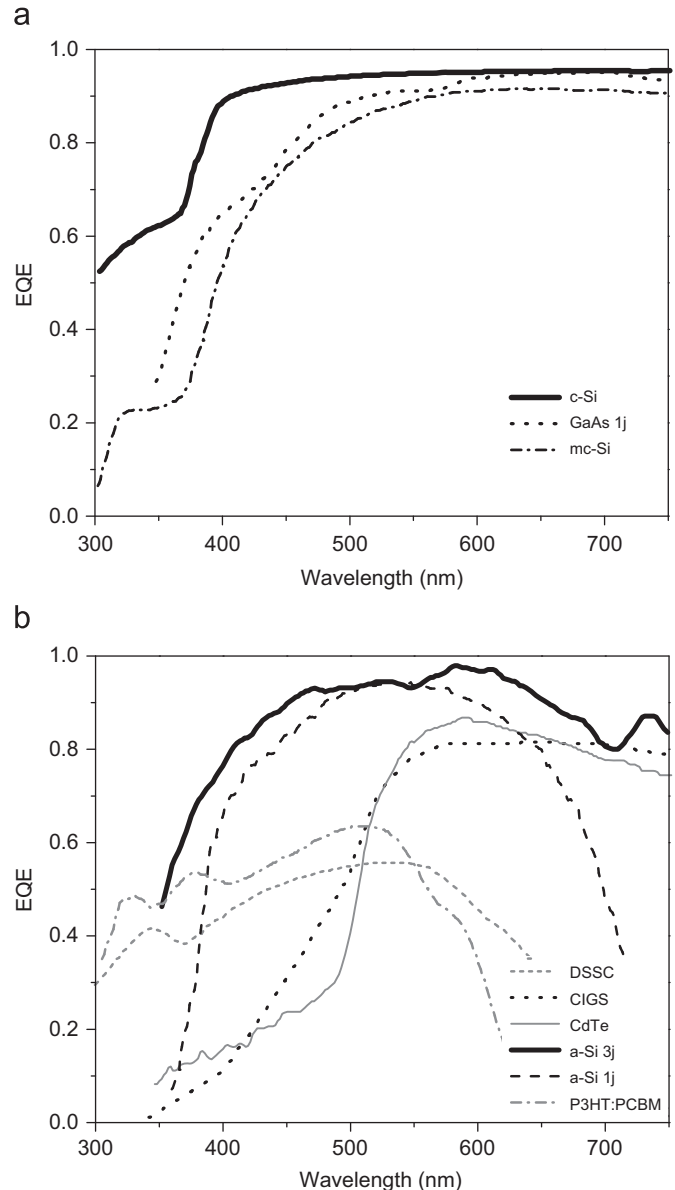 a
1.0
0.8
0.6
0.4
0.2
0.0
EQE
c-Si
GaAs 1j
mc-Si
300 400 500 600 700
Wavelength (nm)
b
1.0
0.8
0.6
0.4
0.2
0.0
EQE
DSSC
CIGS
CdTe
a-Si 3j
a-Si 1j
P3HT:PCBM
300 400 500 600 700
Wavelength (nm)